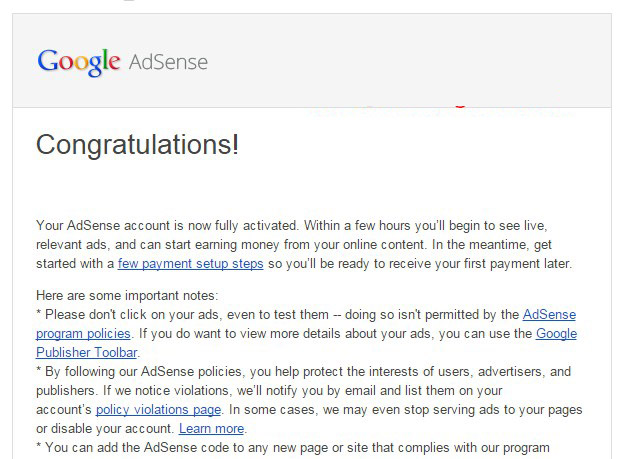 Google AdSense
Congratulations!
Your AdSense account is now fully activated. Within a few hours you'll begin to see live,
relevant ads, and can start earning money from your online content. In the meantime, get
started with a few payment setup steps so you'll be ready to receive your first payment later.
Here are some important notes:
* Please don't click on your ads, even to test them -- doing so isn't permitted by the AdSense
program policies. If you do want to view more details about your ads, you can use the Google
Publisher Toolbar.
* By following our AdSense policies, you help protect the interests of users, advertisers, and
publishers. If we notice violations, we'll notify you by email and list them on your
account's policy violations page. In some cases, we may even stop serving ads to your pages
or disable your account. Learn more.
* You can add the AdSense code to any new page or site that complies with our program